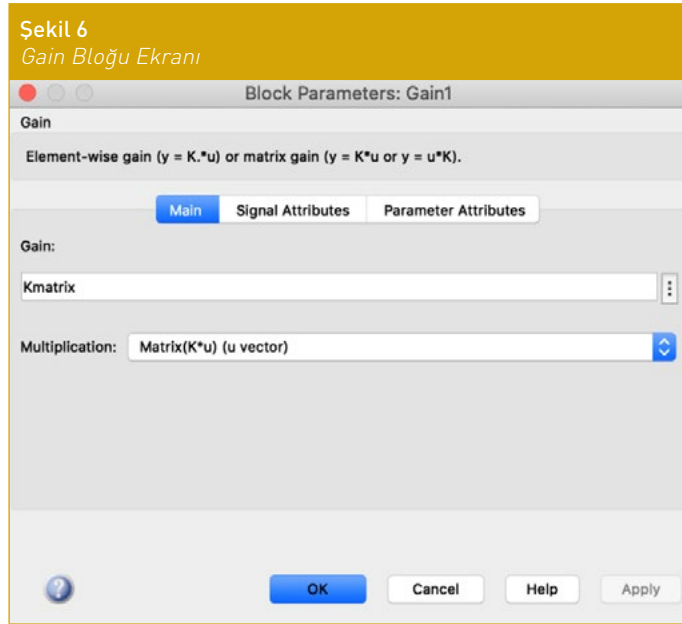 Şekil 6
Gain Bloğu Ekranı
Block Parameters: Gain1
Gain
Element-wise gain (y = K.*u) or matrix gain (y = K*u or y = u*K).
Main Signal Attributes Parameter Attributes
Gain:
Kmatrix
Multiplication: Matrix(K*u) (u vector)
? OK Cancel Help Apply